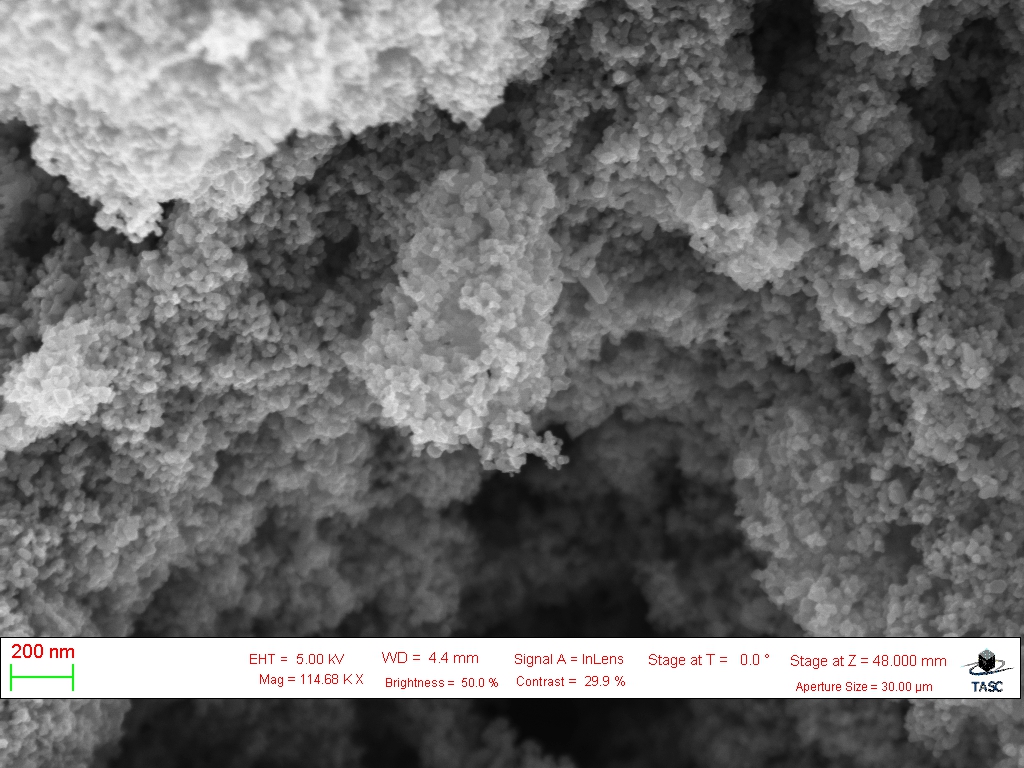 200 nm
EHT = 5.00 kV
WD = 4.4 mm
Signal A = InLens
Stage at T = 0.0 °
Stage at Z = 48.000 mm
Mag = 114.68 K X
Brightness = 50.0 %
Contrast = 29.9 %
Aperture Size = 30.00 µm
TASC